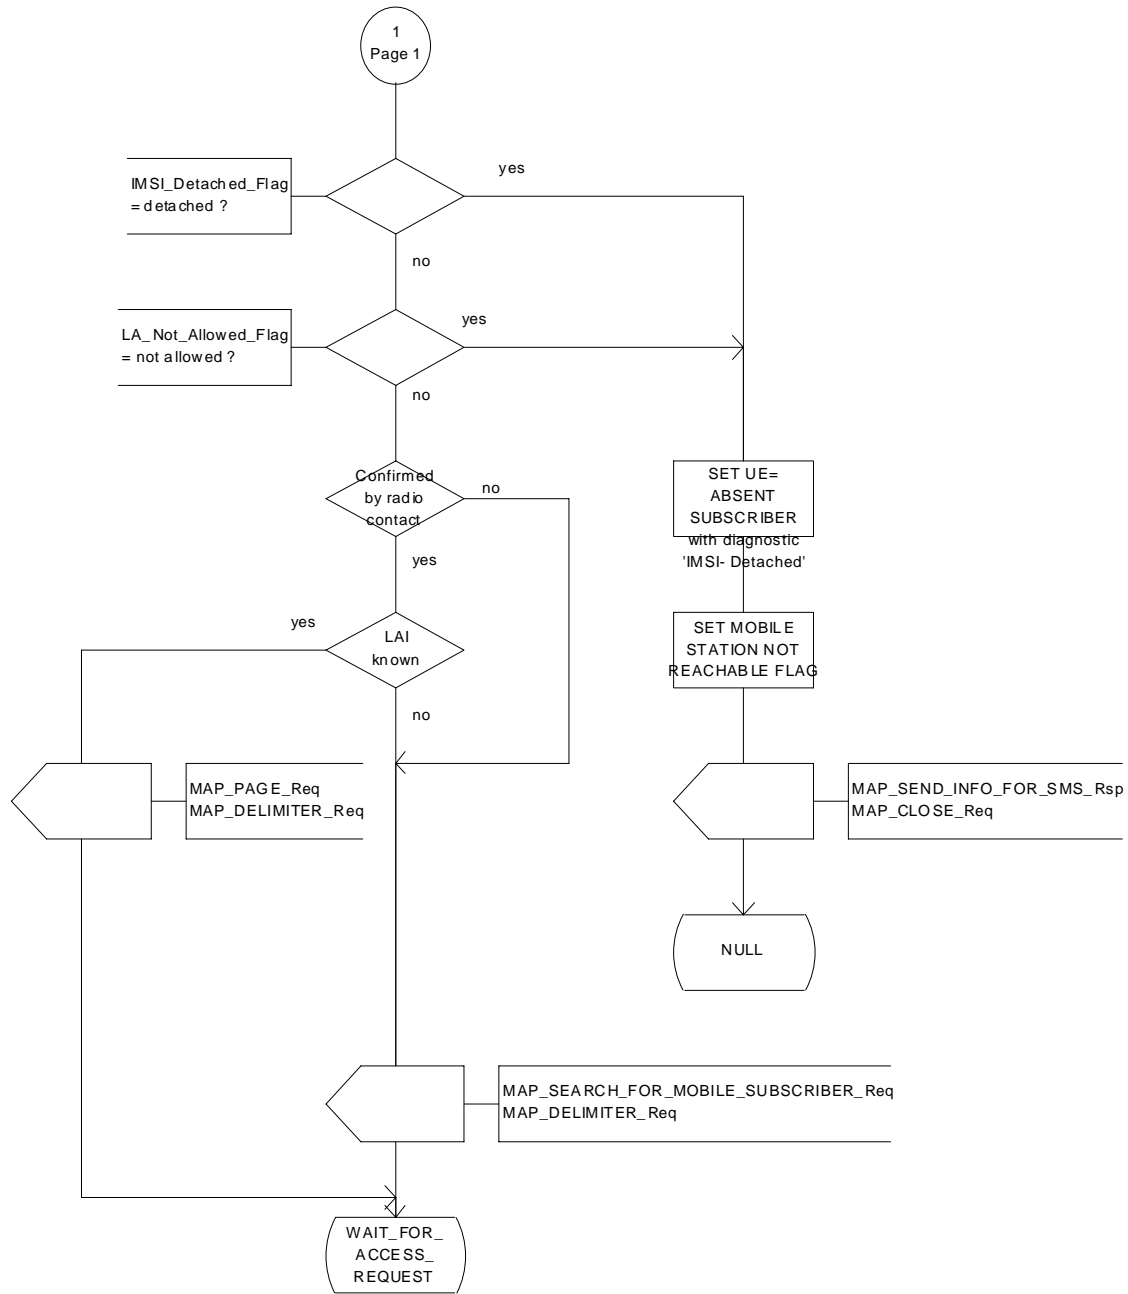 1
Page 1
yes
IMSI_Detached_Flag
= detached ?
no
yes
LA_Not_Allowed_Flag
= not allowed ?
no
Confirmed
by radio
contact
no
SET UE=
ABSENT
SUBSCRIBER
with diagnostic
'IMSI- Detached'
yes
yes
LAI
known
SET MOBILE
STATION NOT
REACHABLE FLAG
no
MAP_PAGE_Req
MAP_DELIMITER_Req
MAP_SEND_INFO_FOR_SMS_Rsp
MAP_CLOSE_Req
NULL
MAP_SEARCH_FOR_MOBILE_SUBSCRIBER_Req
MAP_DELIMITER_Req
WAIT_FOR_
ACCESS_
REQUEST